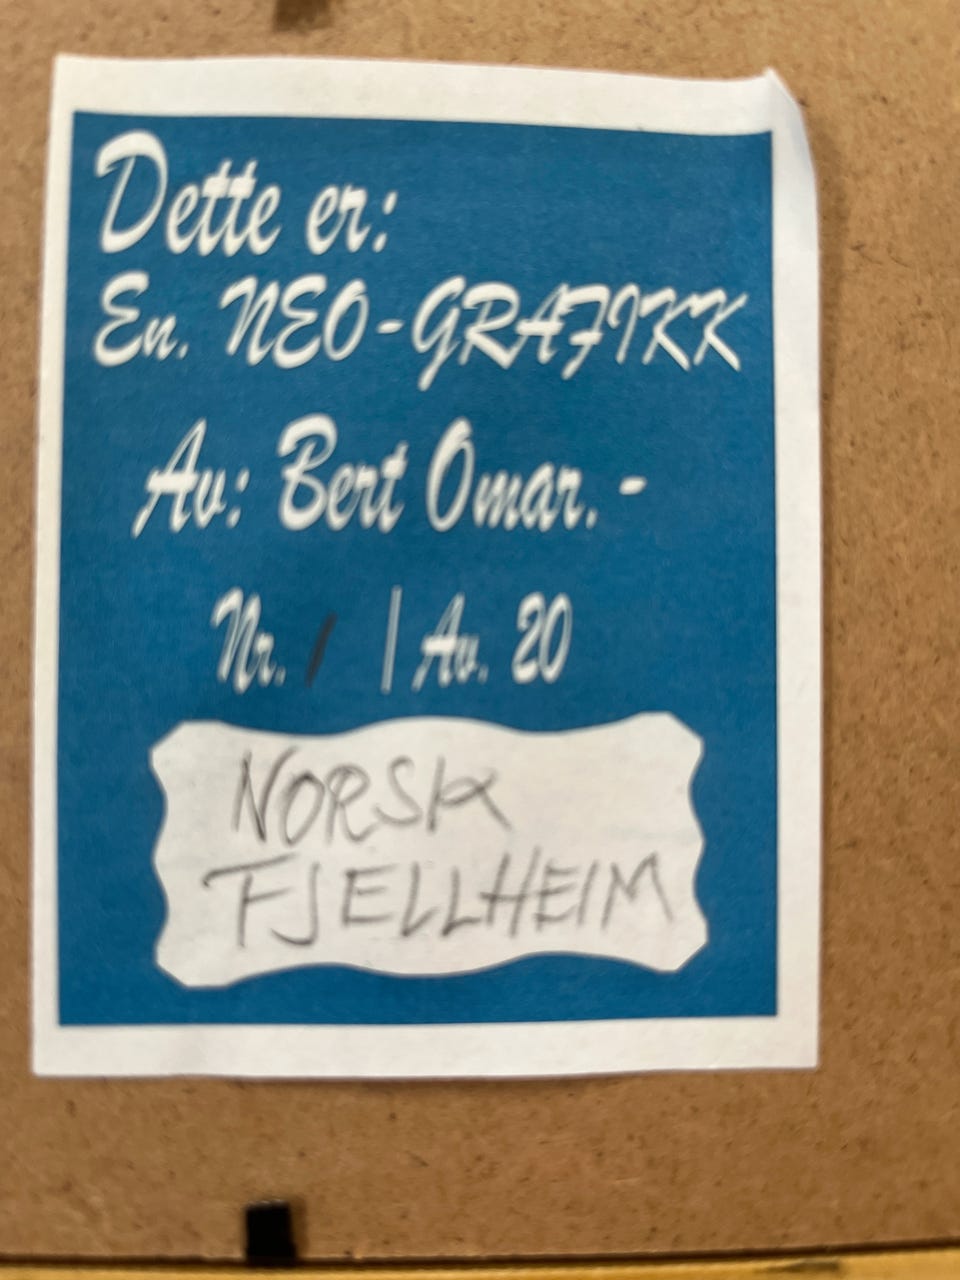 Dette er:
En. NEO-GRAFIKK
Av: Bert Omar. -
Nr. 1 / Av. 20
NORSK
FJELLHEIM